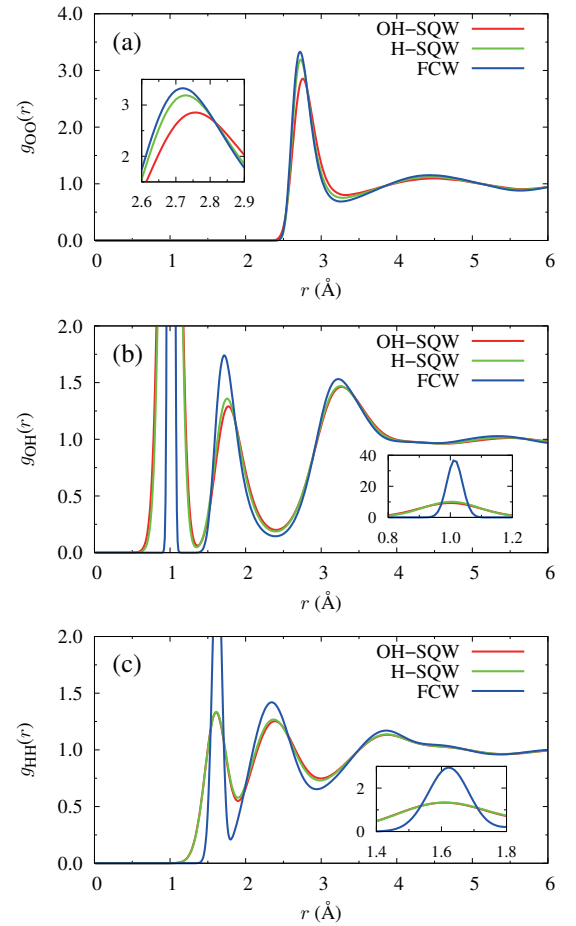 (a)
OH−SQW
H−SQW
FCW
4.0
3.0
2.0
1.0
0.0
g_OO(r)
3
2
2.6 2.7 2.8 2.9
0 1 2 3 4 5 6
r (Å)
(b)
OH−SQW
H−SQW
FCW
2.0
1.5
1.0
0.5
0.0
g_OH(r)
40
20
0
0.8 1.0 1.2
0 1 2 3 4 5 6
r (Å)
(c)
OH−SQW
H−SQW
FCW
2.0
1.5
1.0
0.5
0.0
g_HH(r)
2
0
1.4 1.6 1.8
0 1 2 3 4 5 6
r (Å)